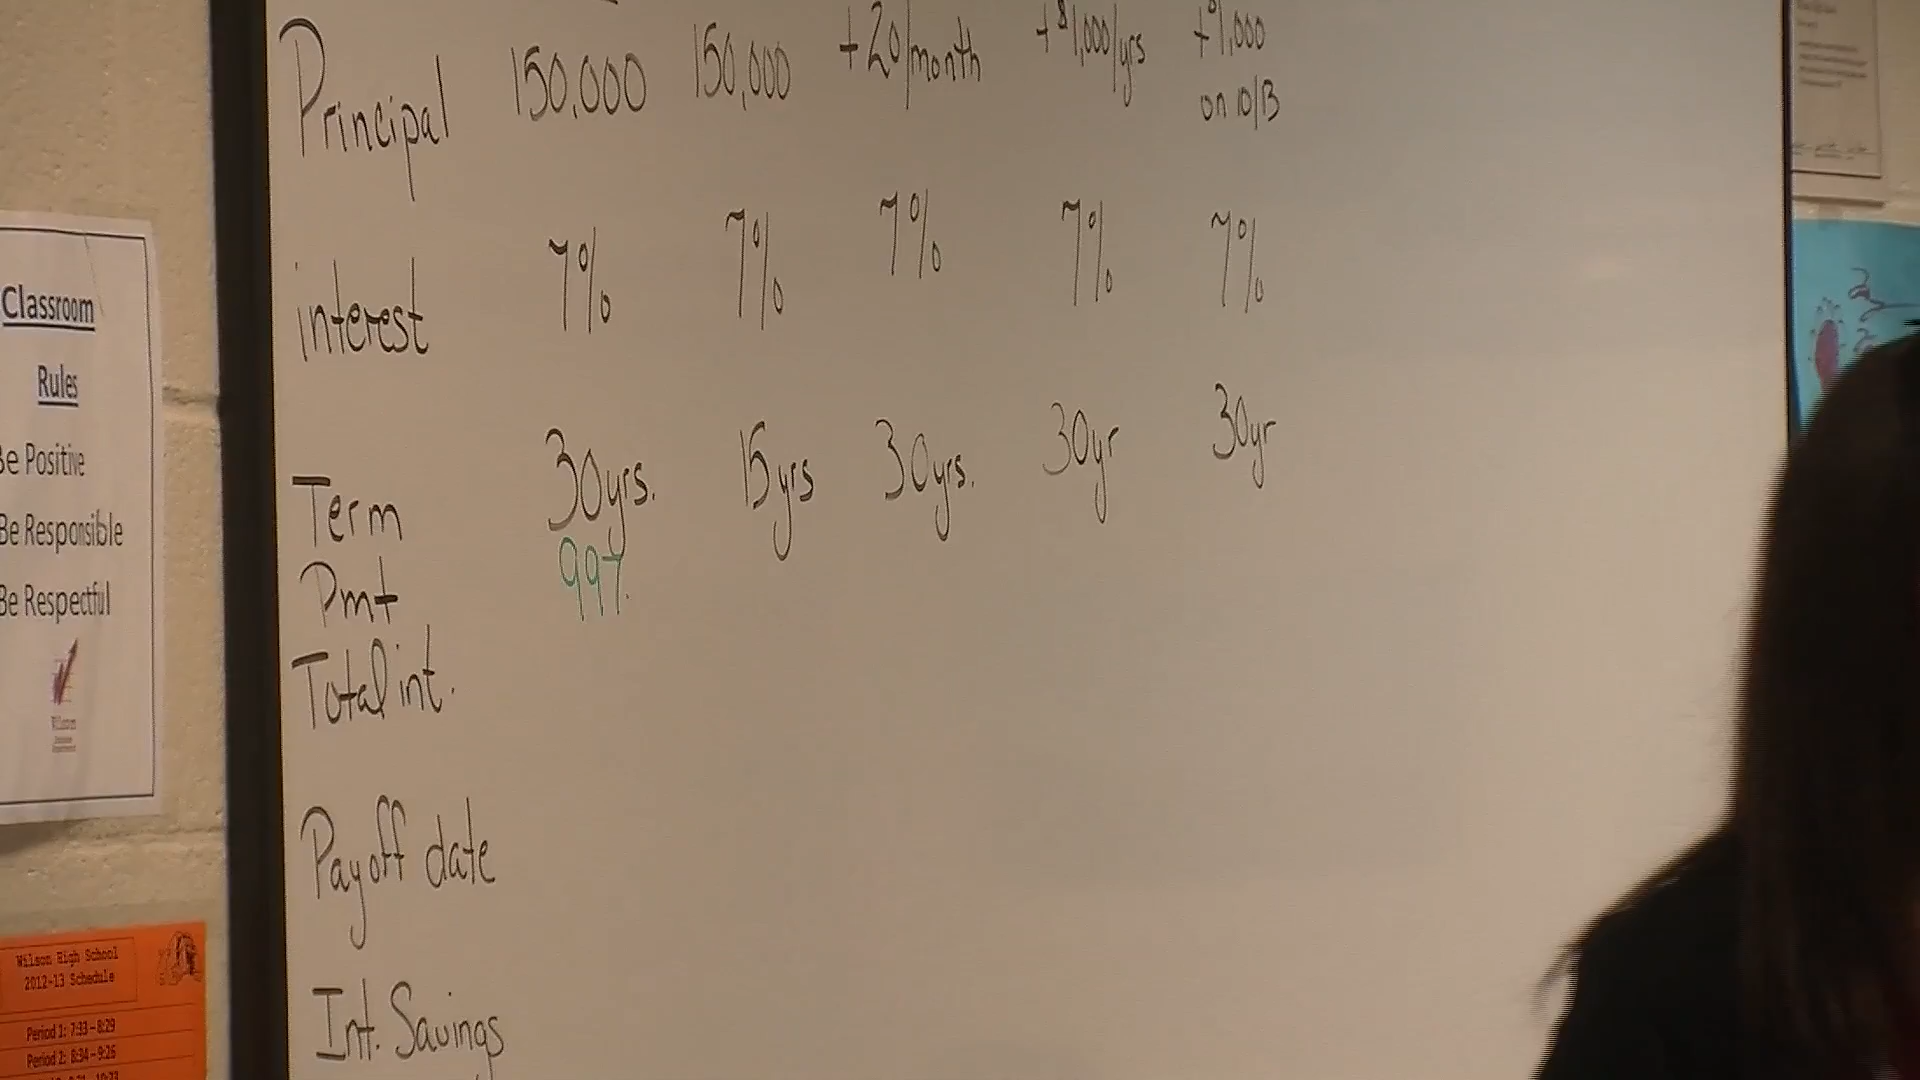 Principal 150,000 150,000 +20/month +$1,000/yrs +$1,000
on 10/13
interest 7% 7% 7% 7% 7%
Term 30yrs. 15yrs 30yrs. 30yr 30yr
Pmt 997.
Total int.
Payoff date
Int. Savings
Classroom
Rules
Be Positive
Be Responsible
Be Respectful
Wilson High School
2012-13 Schedule
Period 1: 7:33 - 8:29
Period 2: 8:34 - 9:26